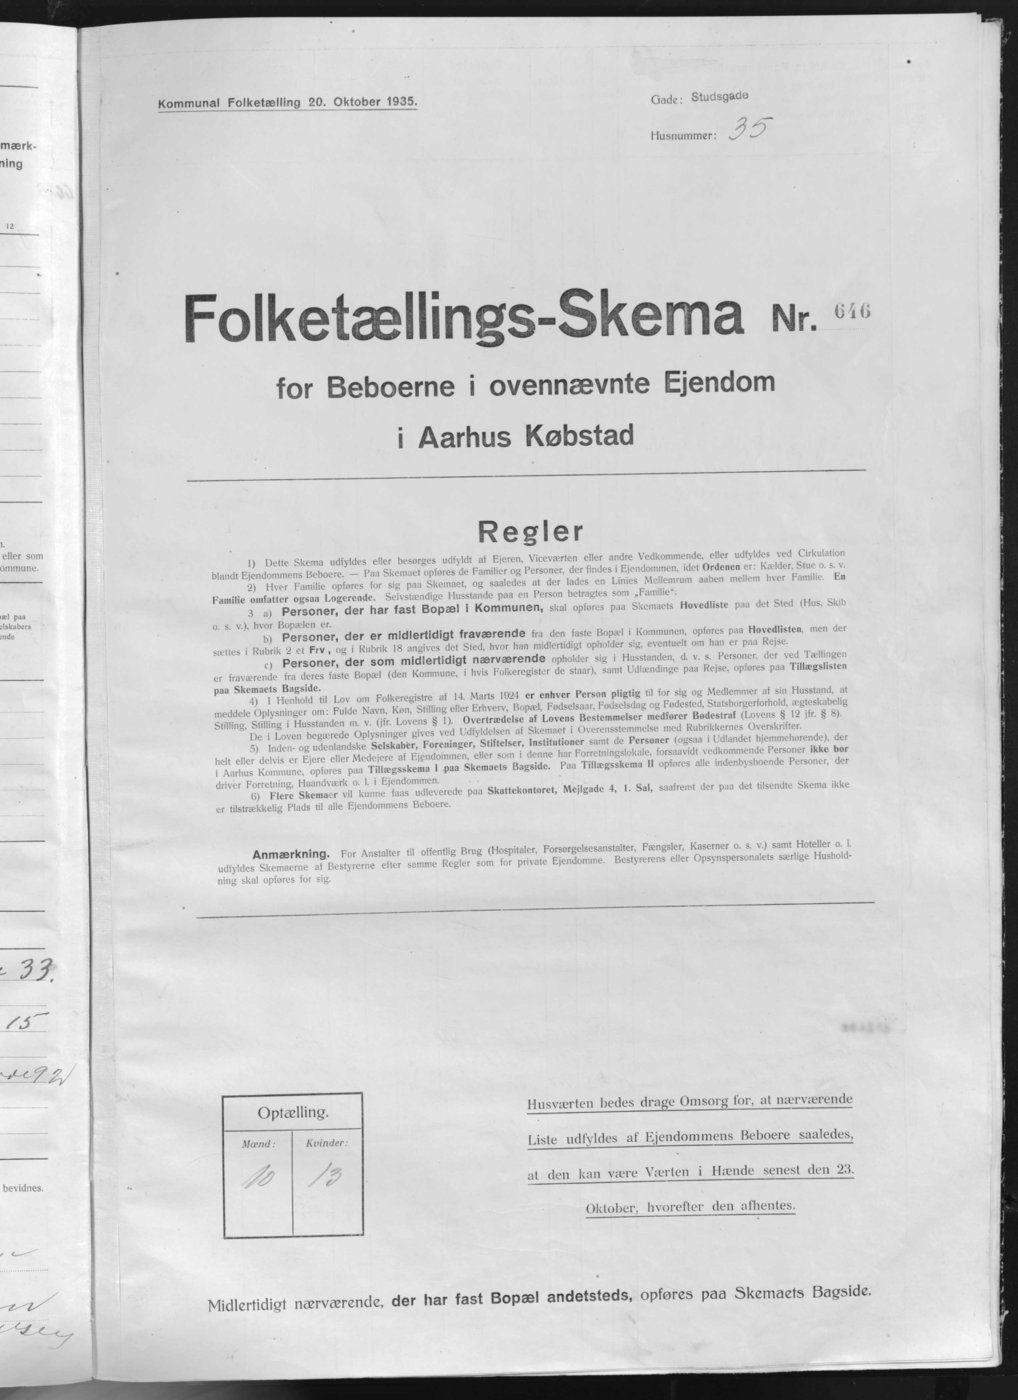 mærk-
ning
12
eller som
ommune.
æl paa
elskabers
ende
33.
15
bevidnes.
Kommunal Folketælling 20. Oktober 1935.
Gade: Studsgade
Husnummer: 35
Folketællings-Skema Nr. 646
for Beboerne i ovennævnte Ejendom
i Aarhus Købstad
Regler
1) Dette Skema udfyldes eller besørges udfyldt af Ejeren, Viceværten eller andre Vedkommende, eller udfyldes ved Cirkulation
blandt Ejendommens Beboere. — Paa Skemaet opføres de Familier og Personer, der findes i Ejendommen, idet Ordenen er: Kælder, Stue o. s. v.
2) Hver Familie opføres for sig paa Skemaet, og saaledes at der lades en Linies Mellemrum aaben mellem hver Familie. En
Familie omfatter ogsaa Logerende. Selvstændige Husstande paa en Person betragtes som „Familie“.
3 a) Personer, der har fast Bopæl i Kommunen, skal opføres paa Skemaets Hovedliste paa det Sted (Hus, Skib
o. s. v.), hvor Bopælen er.
b) Personer, der er midlertidigt fraværende fra den faste Bopæl i Kommunen, opføres paa Hovedlisten, men der
sættes i Rubrik 2 et Frv, og i Rubrik 18 angives det Sted, hvor han midlertidigt opholder sig, eventuelt om han er paa Rejse.
c) Personer, der som midlertidigt nærværende opholder sig i Husstanden, d. v. s. Personer, der ved Tællingen
er fraværende fra deres faste Bopæl (den Kommune, i hvis Folkeregister de staar), samt Udlændinge paa Rejse, opføres paa Tillægslisten
paa Skemaets Bagside.
4) I Henhold til Lov om Folkeregistre af 14. Marts 1924 er enhver Person pligtig til for sig og Medlemmer af sin Husstand, at
meddele Oplysninger om: Fulde Navn, Køn, Stilling eller Erhverv, Bopæl, Fødselsaar, Fødselsdag og Fødested, Statsborgerforhold, ægteskabelig
Stilling, Stilling i Husstanden m. v. (jfr. Lovens § 1). Overtrædelse af Lovens Bestemmelser medfører Bødestraf (Lovens § 12 jfr. § 8).
De i Loven begærede Oplysninger gives ved Udfyldelsen af Skemaet i Overensstemmelse med Rubrikkernes Overskrifter.
5) Inden- og udenlandske Selskaber, Foreninger, Stiftelser, Institutioner samt de Personer (ogsaa i Udlandet hjemmehørende), der
helt eller delvis er Ejere eller Medejere af Ejendommen, eller som i denne har Forretningslokale, forsaavidt vedkommende Personer ikke bor
i Aarhus Kommune, opføres paa Tillægsskema I paa Skemaets Bagside. Paa Tillægsskema II opføres alle indenbysboende Personer, der
driver Forretning, Haandværk o. l. i Ejendommen.
6) Flere Skemaer vil kunne faas udleverede paa Skattekontoret, Mejlgade 4, 1. Sal, saafremt der paa det tilsendte Skema ikke
er tilstrækkelig Plads til alle Ejendommens Beboere.
Anmærkning. For Anstalter til offentlig Brug (Hospitaler, Forsørgelsesanstalter, Fængsler, Kaserner o. s. v.) samt Hoteller o. l.
udfyldes Skemaerne af Bestyrerne efter samme Regler som for private Ejendomme. Bestyrerens eller Opsynspersonalets særlige Hushold-
ning skal opføres for sig.
Optælling.
Mænd: Kvinder:
10 13
Husværten bedes drage Omsorg for, at nærværende
Liste udfyldes af Ejendommens Beboere saaledes,
at den kan være Værten i Hænde senest den 23.
Oktober, hvorefter den afhentes.
Midlertidigt nærværende, der har fast Bopæl andetsteds, opføres paa Skemaets Bagside.